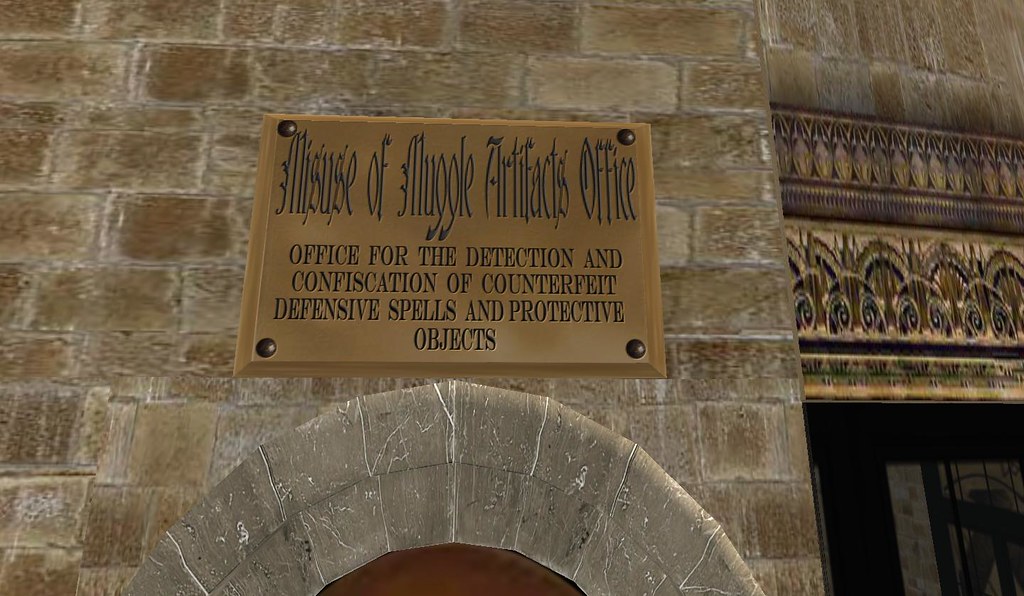 Misuse of Muggle Artifacts Office
OFFICE FOR THE DETECTION AND
CONFISCATION OF COUNTERFEIT
DEFENSIVE SPELLS AND PROTECTIVE
OBJECTS